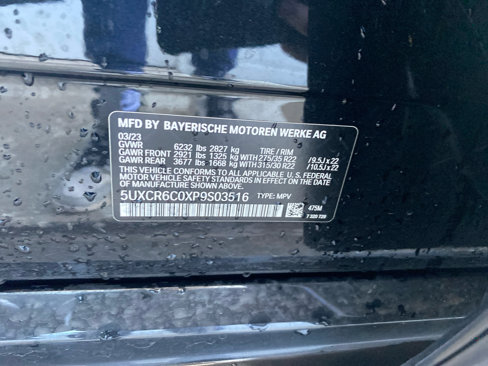 MFD BY BAYERISCHE MOTOREN WERKE AG
03/23
GVWR 6232 lbs 2827 kg TIRE / RIM
GAWR FRONT 2921 lbs 1325 kg WITH 275/35 R22 /9.5J x 22
GAWR REAR 3677 lbs 1668 kg WITH 315/30 R22 /10.5J x 22
THIS VEHICLE CONFORMS TO ALL APPLICABLE U. S. FEDERAL
MOTOR VEHICLE SAFETY STANDARDS IN EFFECT ON THE DATE OF
MANUFACTURE SHOWN ABOVE.
5UXCR6C0XP9S03516 TYPE: MPV
475M